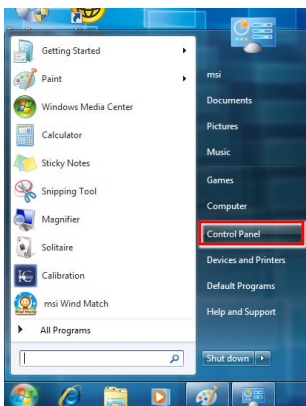 Getting Started
Paint
Windows Media Center
Calculator
Sticky Notes
Snipping Tool
Magnifier
Solitaire
Calibration
msi Wind Match
All Programs
msi
Documents
Pictures
Music
Games
Computer
Control Panel
Devices and Printers
Default Programs
Help and Support
Shut down